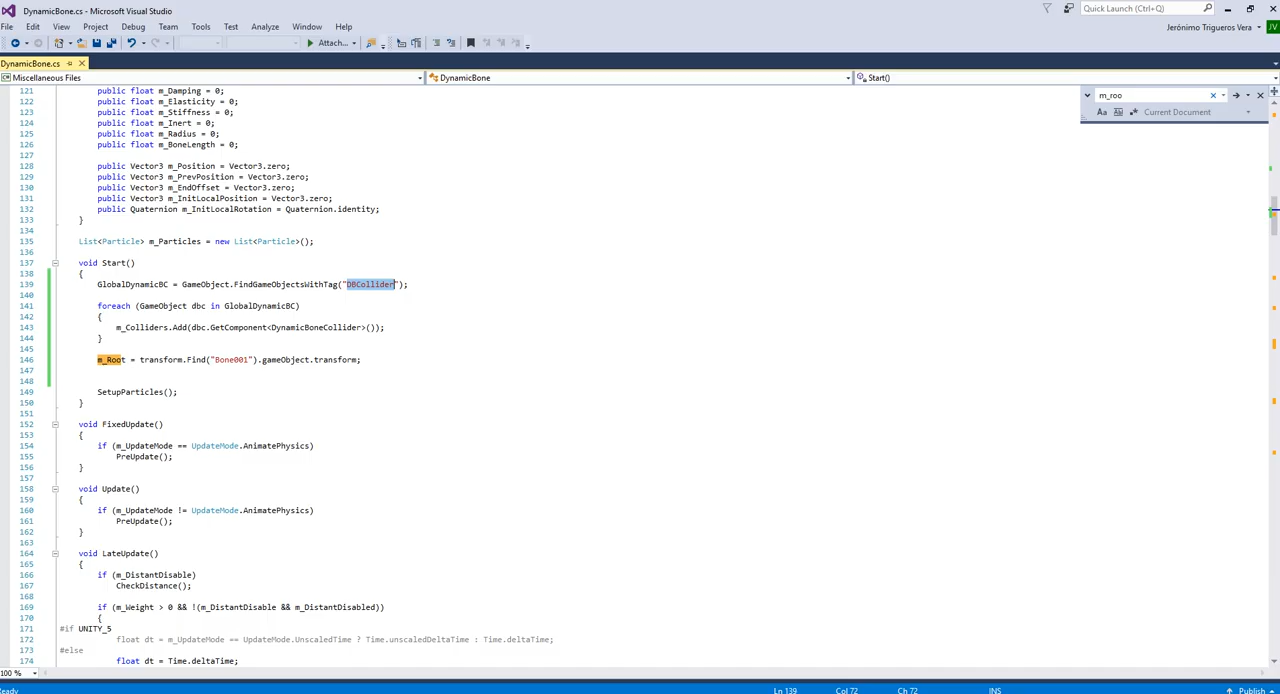 DynamicBone.cs - Microsoft Visual Studio
Quick Launch (Ctrl+Q)
File Edit View Project Debug Team Tools Test Analyze Window Help
Jerónimo Trigueros Vera JV
Attach...
DynamicBone.cs
Miscellaneous Files DynamicBone Start()
m_roo
Aa Current Document
121 public float m_Damping = 0;
122 public float m_Elasticity = 0;
123 public float m_Stiffness = 0;
124 public float m_Inert = 0;
125 public float m_Radius = 0;
126 public float m_BoneLength = 0;
127
128 public Vector3 m_Position = Vector3.zero;
129 public Vector3 m_PrevPosition = Vector3.zero;
130 public Vector3 m_EndOffset = Vector3.zero;
131 public Vector3 m_InitLocalPosition = Vector3.zero;
132 public Quaternion m_InitLocalRotation = Quaternion.identity;
133 }
134
135 List<Particle> m_Particles = new List<Particle>();
136
137 void Start()
138 {
139 GlobalDynamicBC = GameObject.FindGameObjectsWithTag("DBCollider");
140
141 foreach (GameObject dbc in GlobalDynamicBC)
142 {
143 m_Colliders.Add(dbc.GetComponent<DynamicBoneCollider>());
144 }
145
146 m_Root = transform.Find("Bone001").gameObject.transform;
147
148
149 SetupParticles();
150 }
151
152 void FixedUpdate()
153 {
154 if (m_UpdateMode == UpdateMode.AnimatePhysics)
155 PreUpdate();
156 }
157
158 void Update()
159 {
160 if (m_UpdateMode != UpdateMode.AnimatePhysics)
161 PreUpdate();
162 }
163
164 void LateUpdate()
165 {
166 if (m_DistantDisable)
167 CheckDistance();
168
169 if (m_Weight > 0 && !(m_DistantDisable && m_DistantDisabled))
170 {
171 #if UNITY_5
172 float dt = m_UpdateMode == UpdateMode.UnscaledTime ? Time.unscaledDeltaTime : Time.deltaTime;
173 #else
174 float dt = Time.deltaTime;
100 %
Ready Ln 139 Col 72 Ch 72 INS Publish